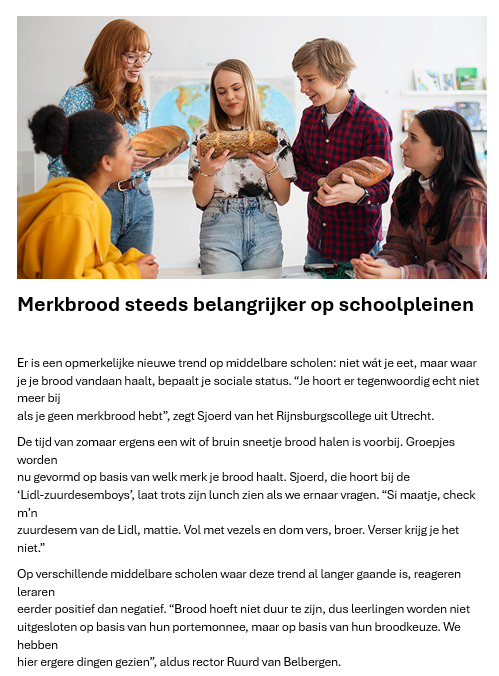 Merkbrood steeds belangrijker op schoolpleinen
Er is een opmerkelijke nieuwe trend op middelbare scholen: niet wát je eet, maar waar
je je brood vandaan haalt, bepaalt je sociale status. “Je hoort er tegenwoordig echt niet
meer bij
als je geen merkbrood hebt”, zegt Sjoerd van het Rijnsburgscollege uit Utrecht.
De tijd van zomaar ergens een wit of bruin sneetje brood halen is voorbij. Groepjes
worden
nu gevormd op basis van welk merk je brood haalt. Sjoerd, die hoort bij de
‘Lidl-zuurdesemboys’, laat trots zijn lunch zien als we ernaar vragen. “Si maatje, check
m’n
zuurdesem van de Lidl, mattie. Vol met vezels en dom vers, broer. Verser krijg je het
niet.”
Op verschillende middelbare scholen waar deze trend al langer gaande is, reageren
leraren
eerder positief dan negatief. “Brood hoeft niet duur te zijn, dus leerlingen worden niet
uitgesloten op basis van hun portemonnee, maar op basis van hun broodkeuze. We
hebben
hier ergere dingen gezien”, aldus rector Ruurd van Belbergen.